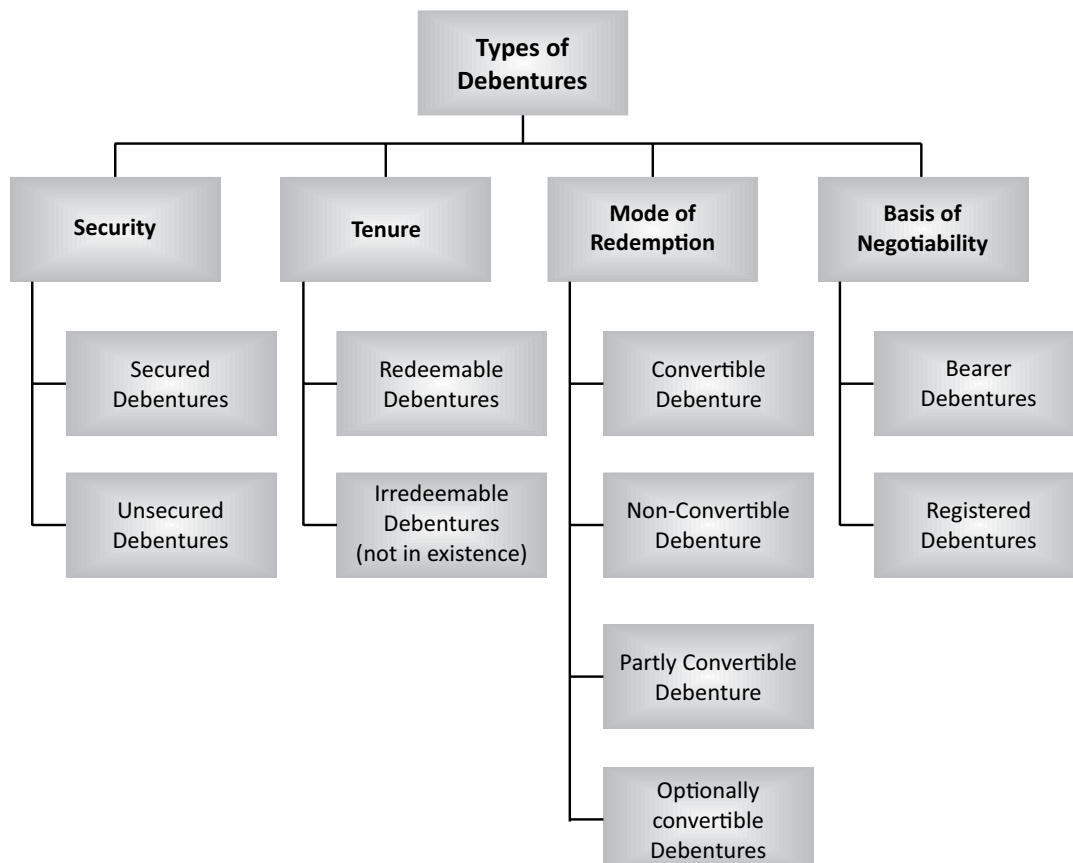 Types of
Debentures
Security
Tenure
Mode of
Redemption
Basis of
Negotiability
Secured
Debentures
Redeemable
Debentures
Convertible
Debenture
Bearer
Debentures
Unsecured
Debentures
Irredeemable
Debentures
(not in existence)
Non-Convertible
Debenture
Registered
Debentures
Partly Convertible
Debenture
Optionally
convertible
Debentures